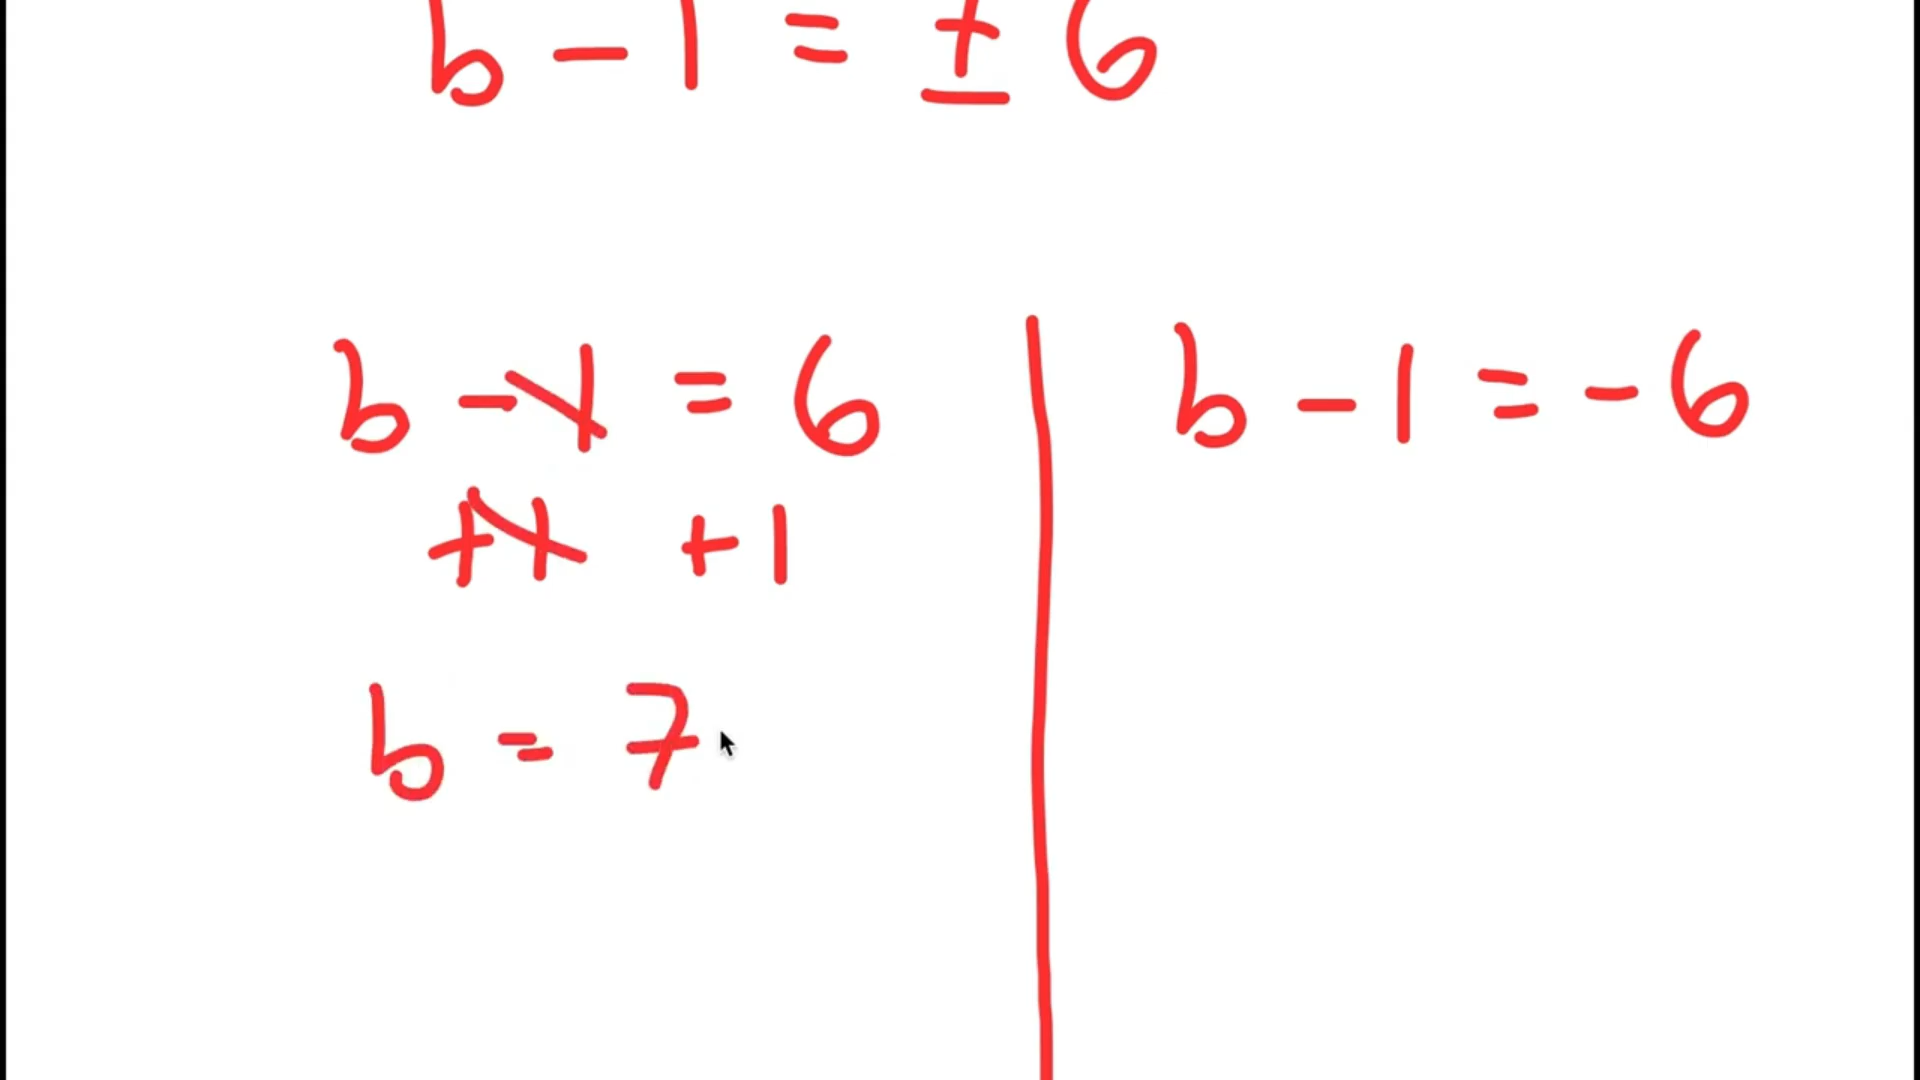 b - 1 = ± 6
b - 1 = 6
+ 1 + 1
b = 7
b - 1 = - 6